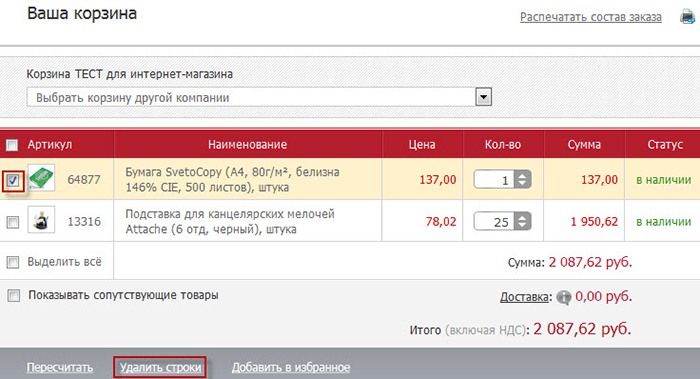 Ваша корзина
Распечатать состав заказа
Корзина ТЕСТ для интернет-магазина
Выбрать корзину другой компании
Артикул Наименование Цена Кол-во Сумма Статус
64877 Бумага SvetoCopy (А4, 80г/м², белизна 137,00 1 137,00 в наличии
146% CIE, 500 листов), штука
13316 Подставка для канцелярских мелочей 78,02 25 1 950,62 в наличии
Attache (6 отд, черный), штука
Выделить всё Сумма: 2 087,62 руб.
Показывать сопутствующие товары Доставка: 0,00 руб.
Итого (включая НДС): 2 087,62 руб.
Пересчитать Удалить строки Добавить в избранное